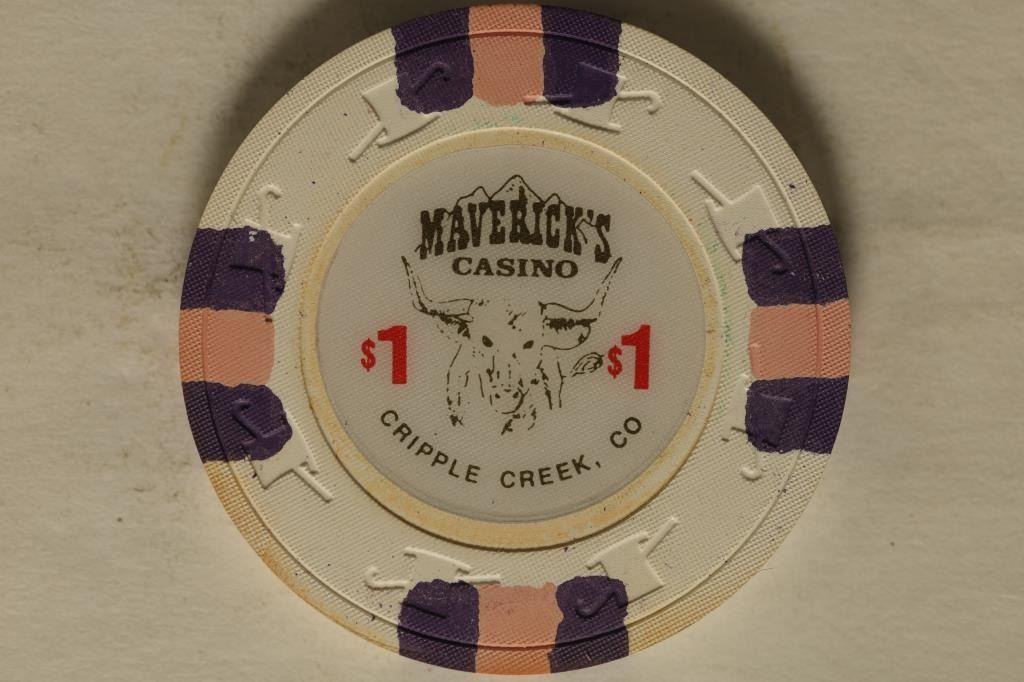 MAVERICK'S
CASINO
$1 $1
CRIPPLE CREEK, CO